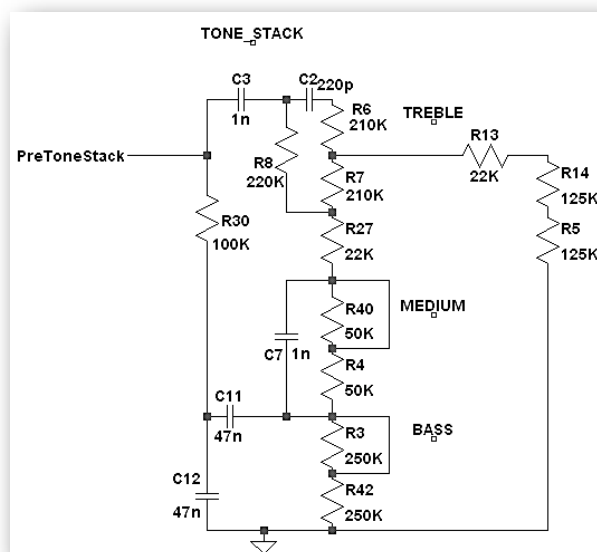 TONE_STACK
C3
1n
C2
220p
R6
210K
TREBLE
R13
22K
PreToneStack
R8
220K
R7
210K
R14
125K
R30
100K
R27
22K
R5
125K
R40
50K
MEDIUM
C7
1n
R4
50K
C11
47n
R3
250K
BASS
C12
47n
R42
250K